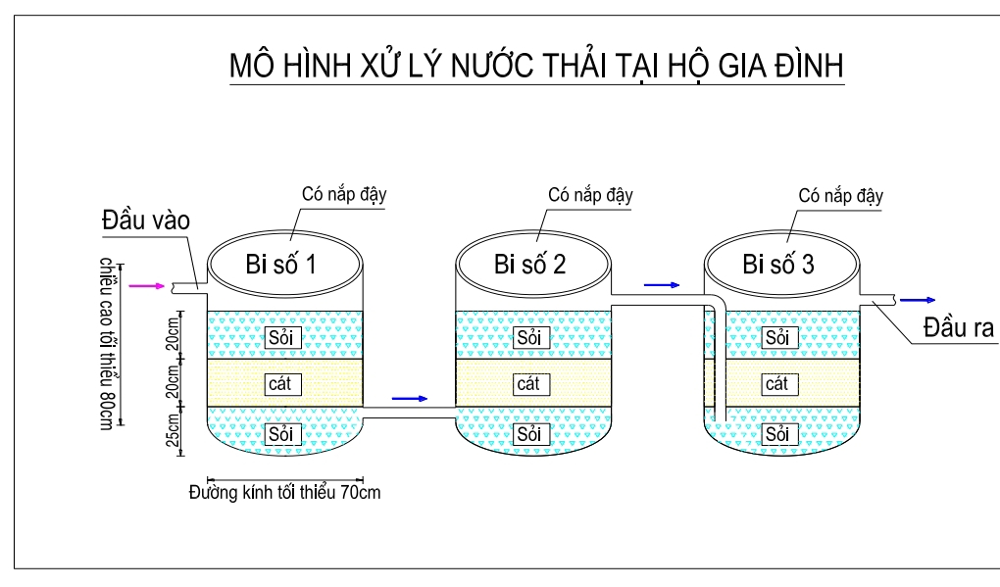 MÔ HÌNH XỬ LÝ NƯỚC THẢI TẠI HỘ GIA ĐÌNH
Có nắp đậy
Có nắp đậy
Có nắp đậy
Đầu vào
Bi số 1
Bi số 2
Bi số 3
Đầu ra
chiều cao tối thiểu 80cm
20cm
20cm
25cm
Sỏi
cát
Sỏi
Sỏi
cát
Sỏi
Sỏi
cát
Sỏi
Đường kính tối thiểu 70cm